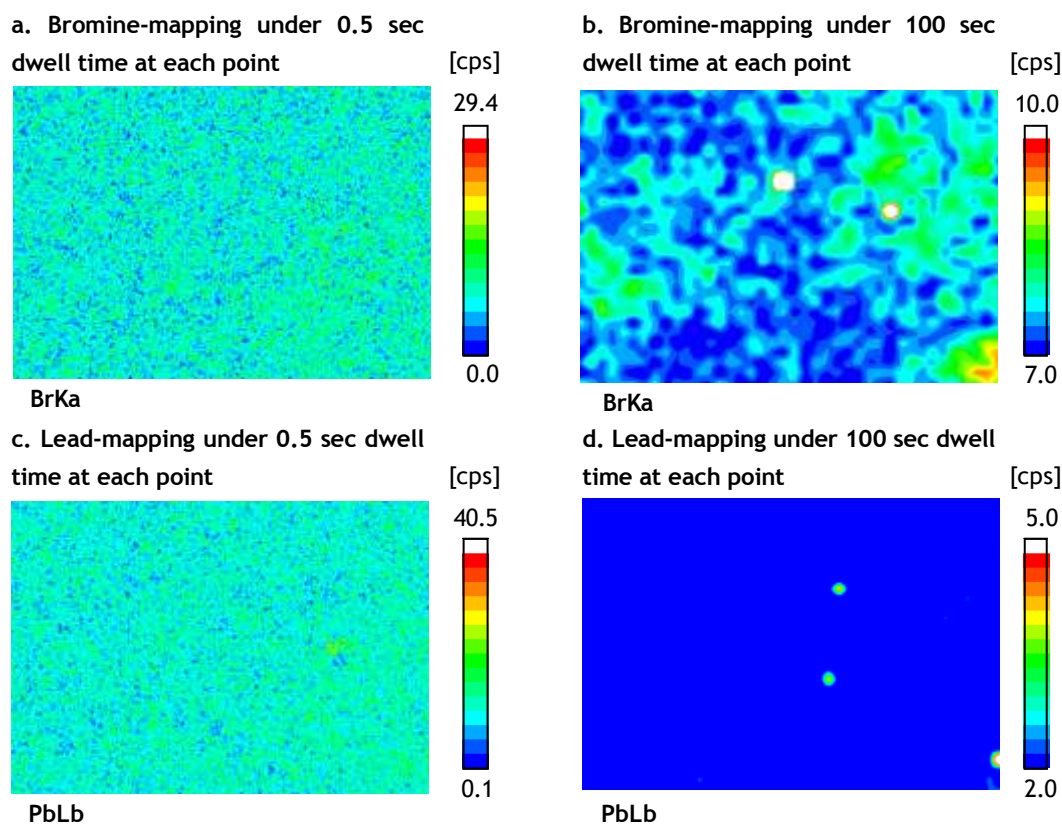 a. Bromine-mapping under 0.5 sec
dwell time at each point
[cps]
29.4
0.0
BrKa
b. Bromine-mapping under 100 sec
dwell time at each point
[cps]
10.0
7.0
BrKa
c. Lead-mapping under 0.5 sec dwell
time at each point
[cps]
40.5
0.1
PbLb
d. Lead-mapping under 100 sec dwell
time at each point
[cps]
5.0
2.0
PbLb